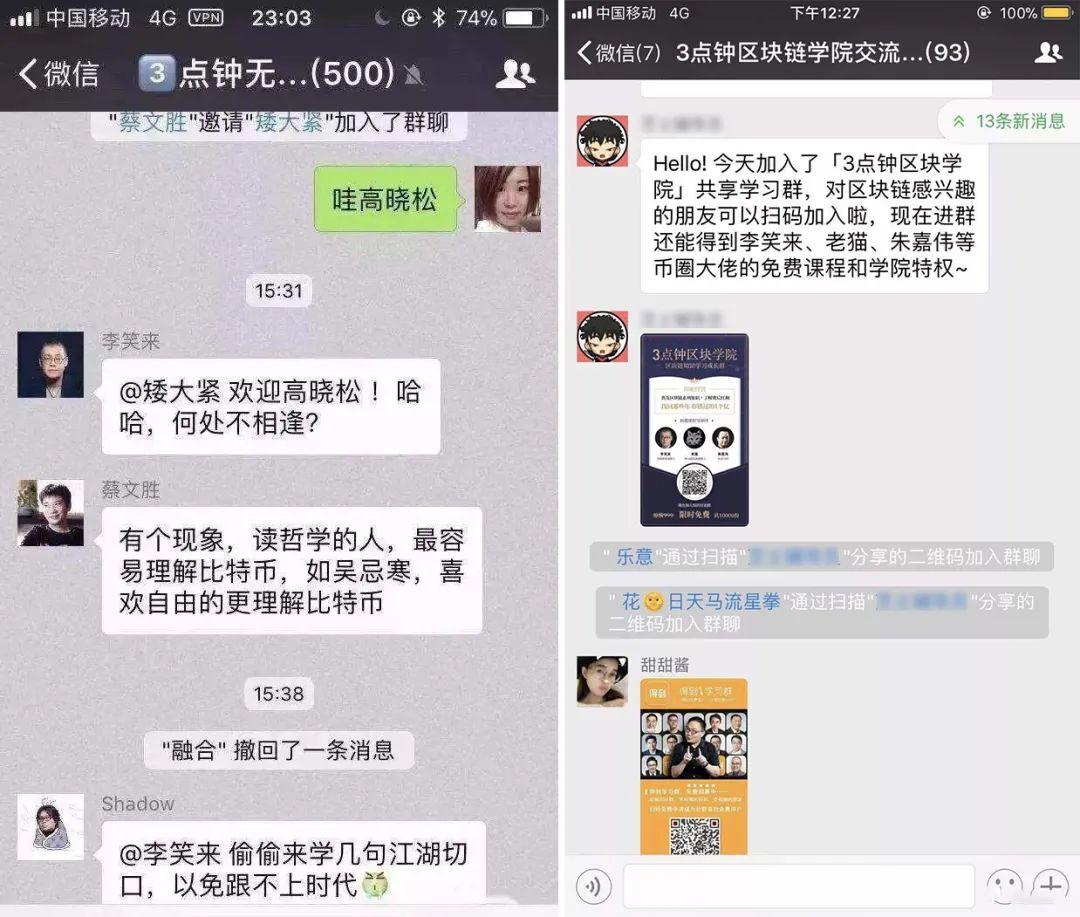 中国移动 4G VPN 23:03 74%
微信 3 点钟无...(500)
"蔡文胜"邀请"矮大紧"加入了群聊
哇高晓松
15:31
李笑来
@矮大紧 欢迎高晓松 ！哈
哈，何处不相逢？
蔡文胜
有个现象，读哲学的人，最容
易理解比特币，如吴忌寒，喜
欢自由的更理解比特币
15:38
"融合" 撤回了一条消息
Shadow
@李笑来 偷偷来学几句江湖切
口，以免跟不上时代
中国移动 4G 下午12:27 100%
微信(7) 3点钟区块链学院交流...(93)
13条新消息
Hello! 今天加入了「3点钟区块学
院」共享学习群，对区块链感兴趣
的朋友可以扫码加入啦，现在进群
还能得到李笑来、老猫、朱嘉伟等
币圈大佬的免费课程和学院特权~
3点钟区块学院
限时免费
"乐意"通过扫描"
"分享的二维码加入群聊
"花 日天马流星拳"通过扫描"
"分享的
二维码加入群聊
甜甜酱
得到 得到 学习群